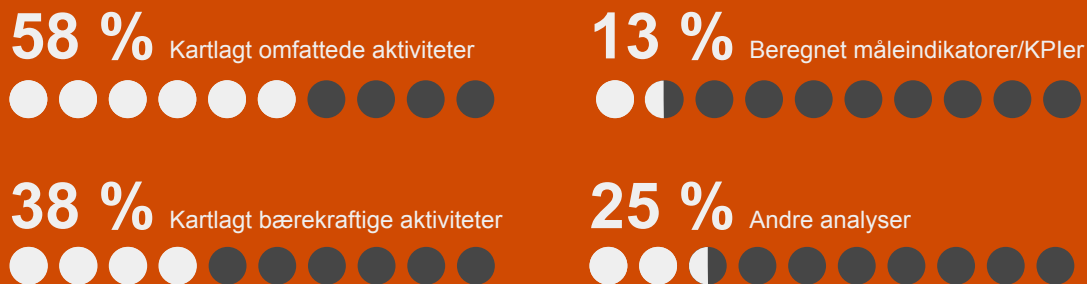 58 % Kartlagt omfattede aktiviteter
13 % Beregnet måleindikatorer/KPIer
38 % Kartlagt bærekraftige aktiviteter
25 % Andre analyser